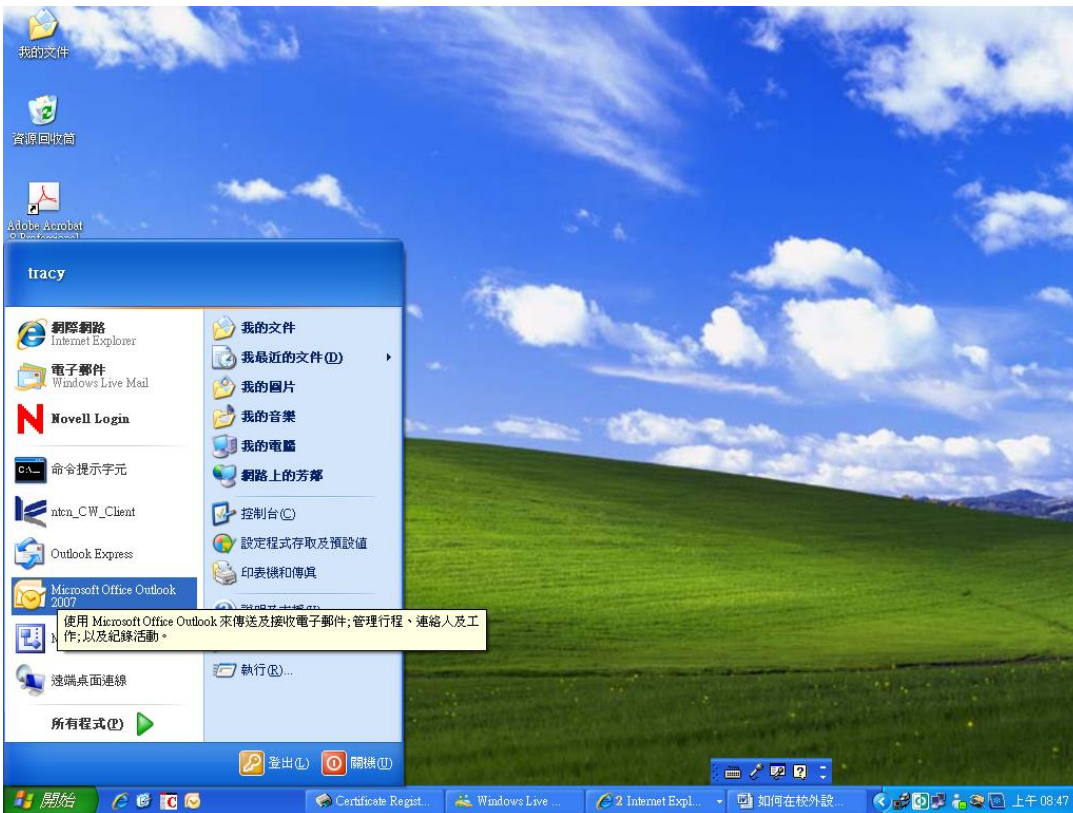 我的文件
資源回收筒
Adobe Acrobat
tracy
網際網路
Internet Explorer
電子郵件
Windows Live Mail
Novell Login
命令提示字元
ntcn_CW_Client
Outlook Express
Microsoft Office Outlook
2007
遠端桌面連線
所有程式(P)
我的文件
我最近的文件(D)
我的圖片
我的音樂
我的電腦
網路上的芳鄰
控制台(C)
設定程式存取及預設值
印表機和傳真
使用 Microsoft Office Outlook 來傳送及接收電子郵件;管理行程、連絡人及工
作;以及紀錄活動。
執行(R)...
登出(L)
關機(U)
開始
Certificate Regist...
Windows Live ...
2 Internet Expl...
如何在校外設...
上午 08:47